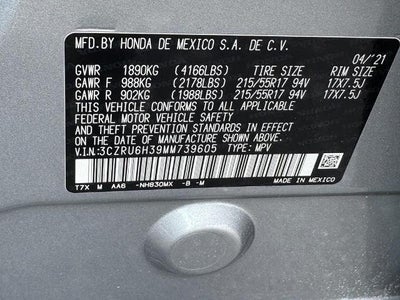 MFD.BY HONDA DE MEXICO S.A. DE C.V.
04/'21
GVWR 1890KG (4166LBS) TIRE SIZE RIM SIZE
GAWR F 988KG (2178LBS) 215/55R17 94V 17X7.5J
GAWR R 902KG (1988LBS) 215/55R17 94V 17X7.5J
THIS VEHICLE CONFORMS TO ALL APPLICABLE
FEDERAL MOTOR VEHICLE SAFETY STANDARDS IN EFFECT
ON THE DATE OF MANUFACTURE SHOWN ABOVE.
V.I.N:3CZRU6H39MM739605 TYPE: MPV
T7X M AA6 -NH830MX -B -M
MADE IN MEXICO